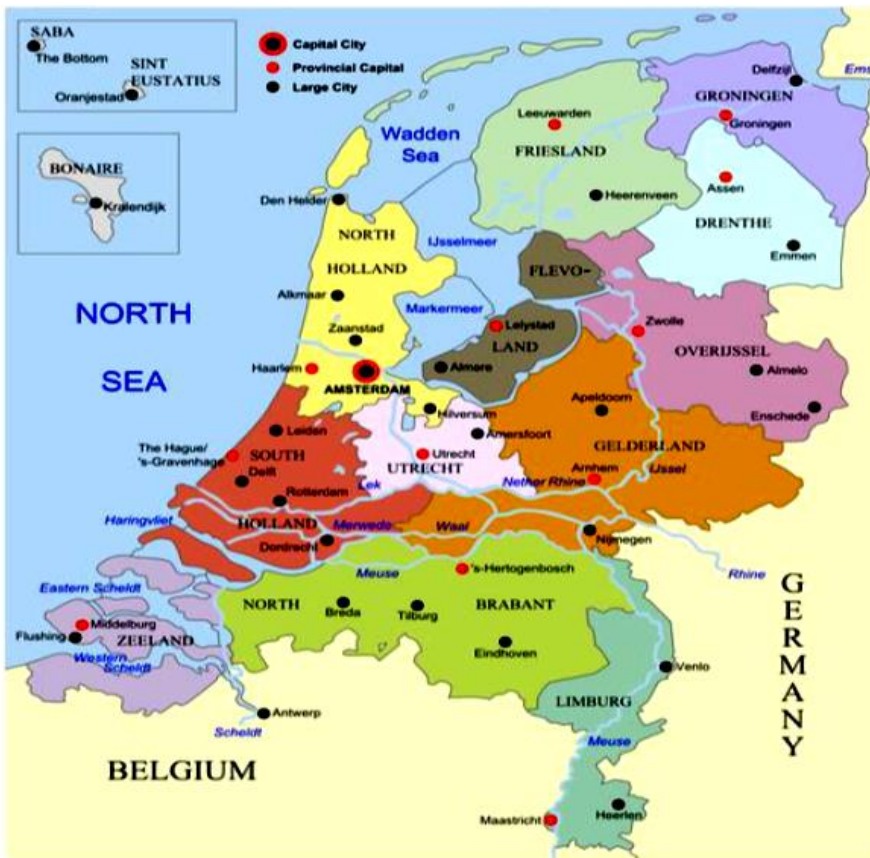 SABA
The Bottom
SINT
EUSTATIUS
Oranjestad
BONAIRE
Kralendijk
Capital City
Provincial Capital
Large City
Wadden
Sea
Leeuwarden
FRIESLAND
Heerenveen
Delfzijl
Ems
GRONINGEN
Groningen
Assen
DRENTHE
Emmen
Den Helder
NORTH
HOLLAND
IJsselmeer
Alkmaar
Markermeer
Zaanstad
Haarlem
AMSTERDAM
Hilversum
FLEVO-
LAND
Lelystad
Almere
Zwolle
OVERIJSSEL
Almelo
Enschede
NORTH
SEA
Apeldoorn
GELDERLAND
Arnhem
IJssel
Nether Rhine
Nijmegen
Waal
Rhine
Amersfoort
Utrecht
UTRECHT
Lek
Leiden
SOUTH
The Hague/
's-Gravenhage
Delft
Rotterdam
HOLLAND
Merwede
Dordrecht
Haringvliet
Meuse
's-Hertogenbosch
NORTH
BRABANT
Breda
Tilburg
Eindhoven
Eastern Scheldt
Middelburg
Flushing
ZEELAND
Western
Scheldt
Antwerp
Scheldt
Venlo
LIMBURG
Meuse
Maastricht
Heerlen
BELGIUM
GERMANY